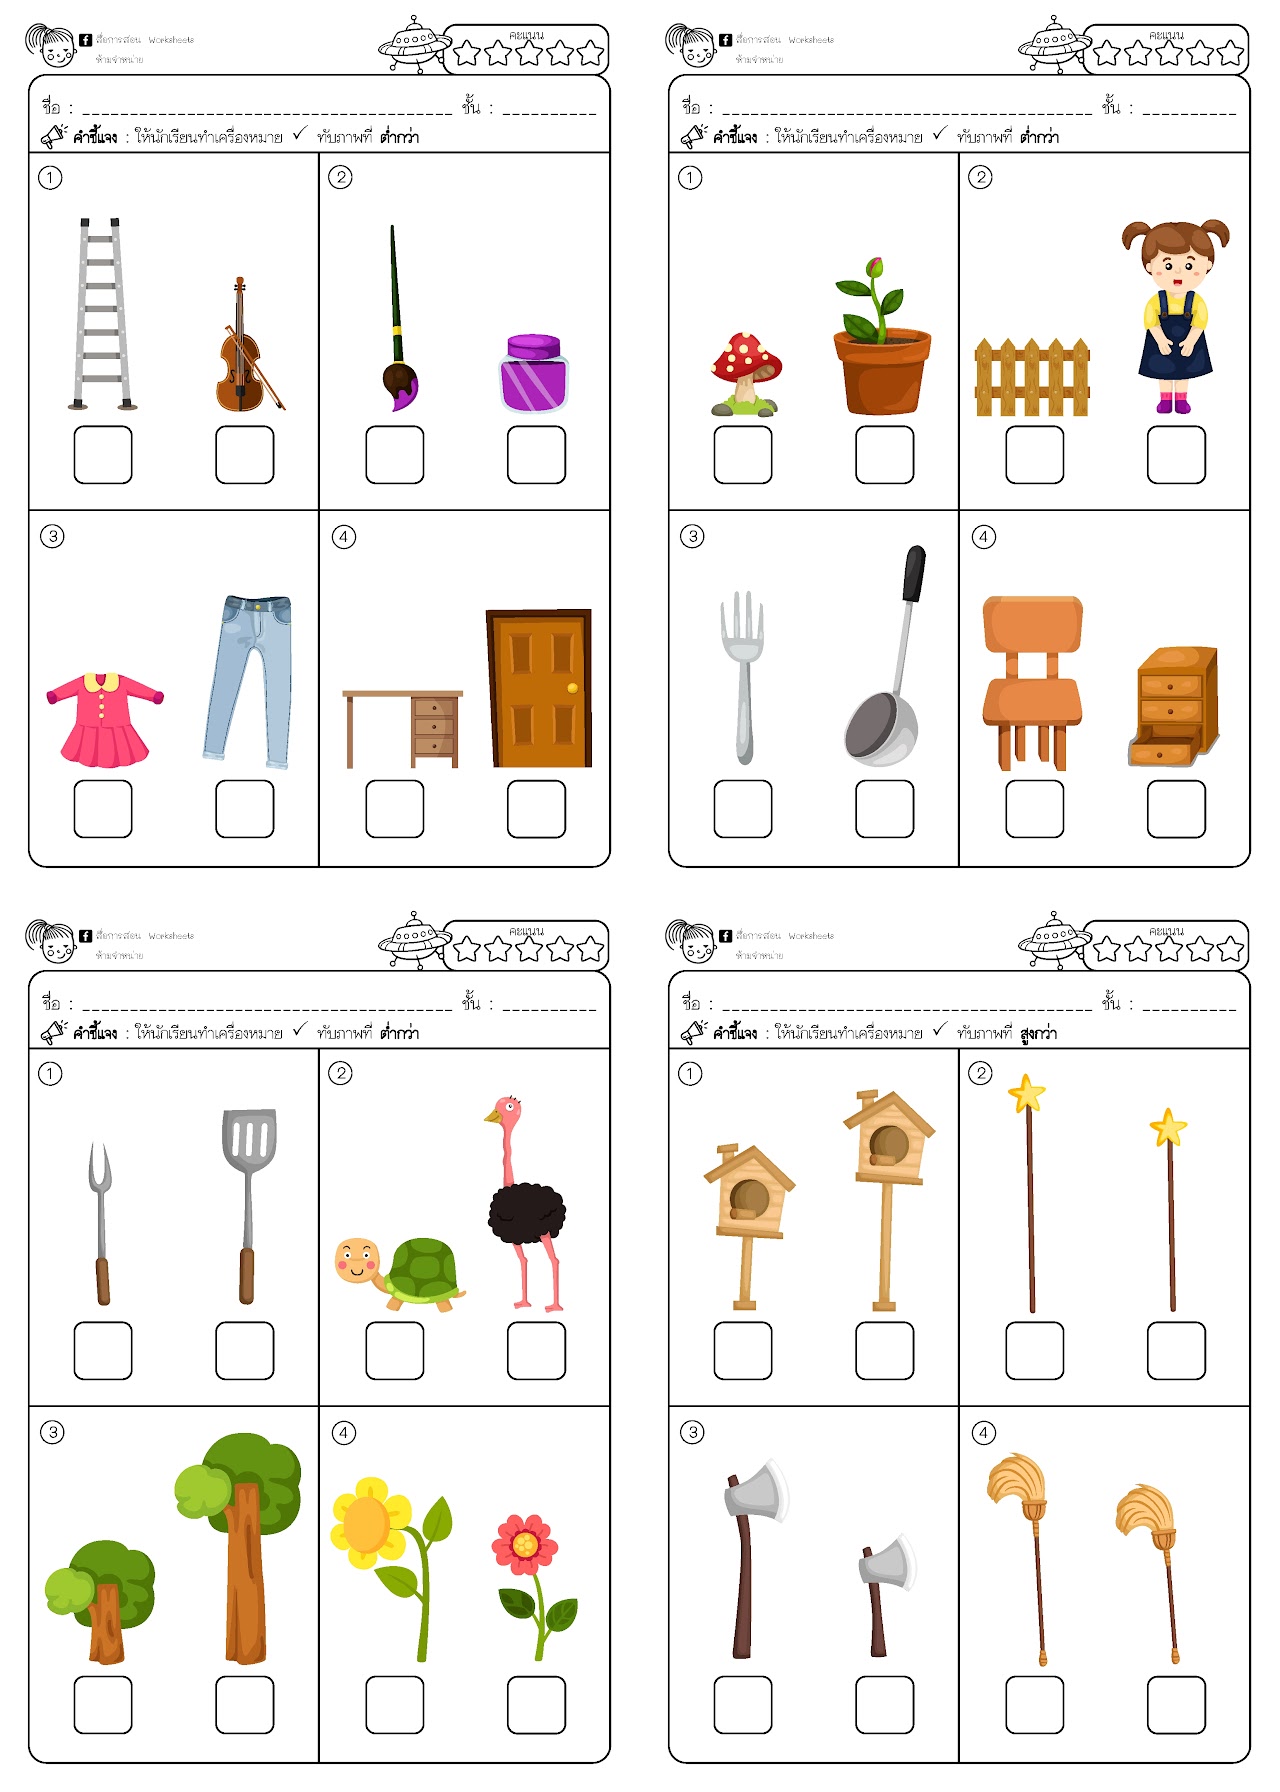 สื่อการสอน Worksheets
ห้ามจำหน่าย
คะแนน
ชื่อ : ชั้น :
คำชี้แจง : ให้นักเรียนทำเครื่องหมาย ✓ ทับภาพที่ ต่ำกว่า
1 2
3 4
สื่อการสอน Worksheets
ห้ามจำหน่าย
คะแนน
ชื่อ : ชั้น :
คำชี้แจง : ให้นักเรียนทำเครื่องหมาย ✓ ทับภาพที่ ต่ำกว่า
1 2
3 4
สื่อการสอน Worksheets
ห้ามจำหน่าย
คะแนน
ชื่อ : ชั้น :
คำชี้แจง : ให้นักเรียนทำเครื่องหมาย ✓ ทับภาพที่ ต่ำกว่า
1 2
3 4
สื่อการสอน Worksheets
ห้ามจำหน่าย
คะแนน
ชื่อ : ชั้น :
คำชี้แจง : ให้นักเรียนทำเครื่องหมาย ✓ ทับภาพที่ สูงกว่า
1 2
3 4